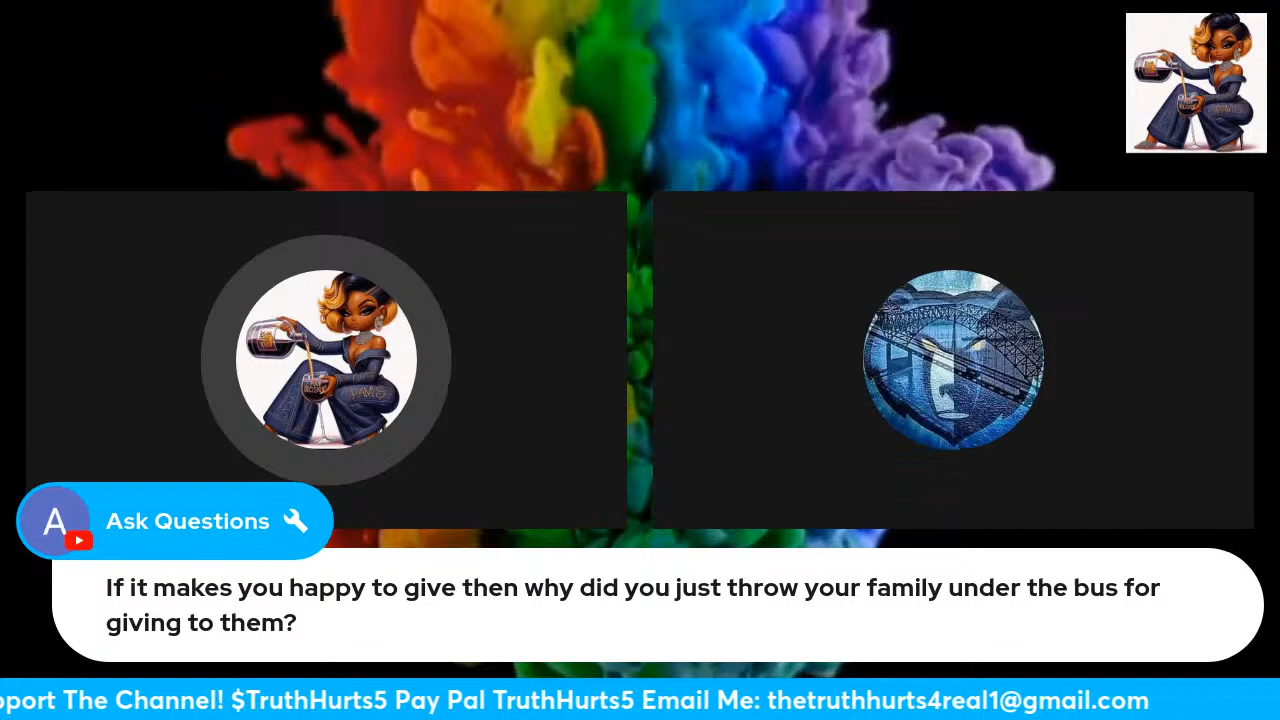 Ask Questions
If it makes you happy to give then why did you just throw your family under the bus for
giving to them?
pport The Channel! $TruthHurts5 Pay Pal TruthHurts5 Email Me: thetruthhurts4real1@gmail.com